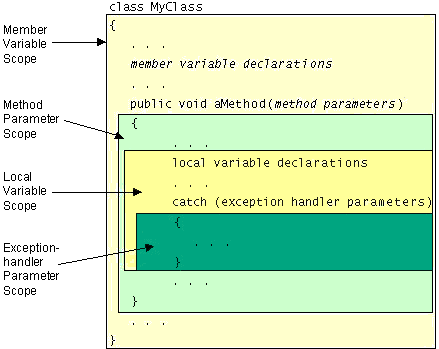 class MyClass
{
. . .
member variable declarations
. . .
public void aMethod(method parameters)
{
. . .
local variable declarations
. . .
catch (exception handler parameters)
{
. . .
}
. . .
}
. . .
}
Member
Variable
Scope
Method
Parameter
Scope
Local
Variable
Scope
Exception-
handler
Parameter
Scope